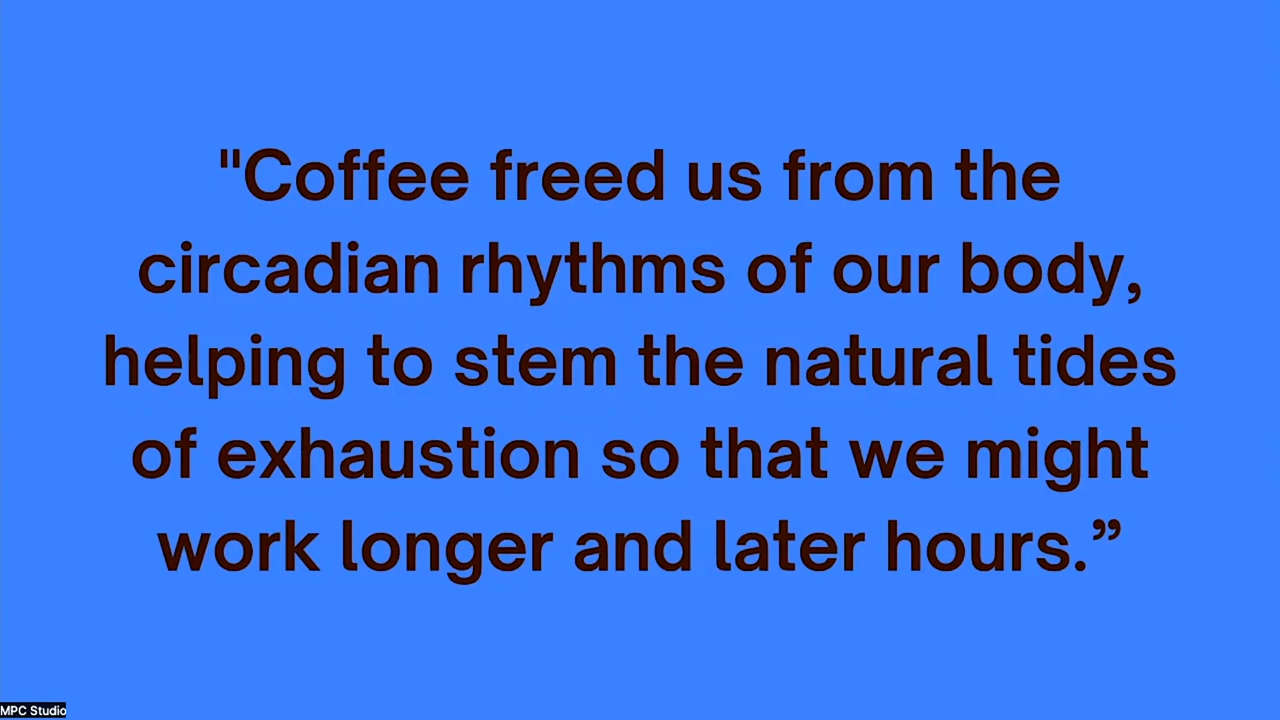 "Coffee freed us from the
circadian rhythms of our body,
helping to stem the natural tides
of exhaustion so that we might
work longer and later hours.”
MPC Studio